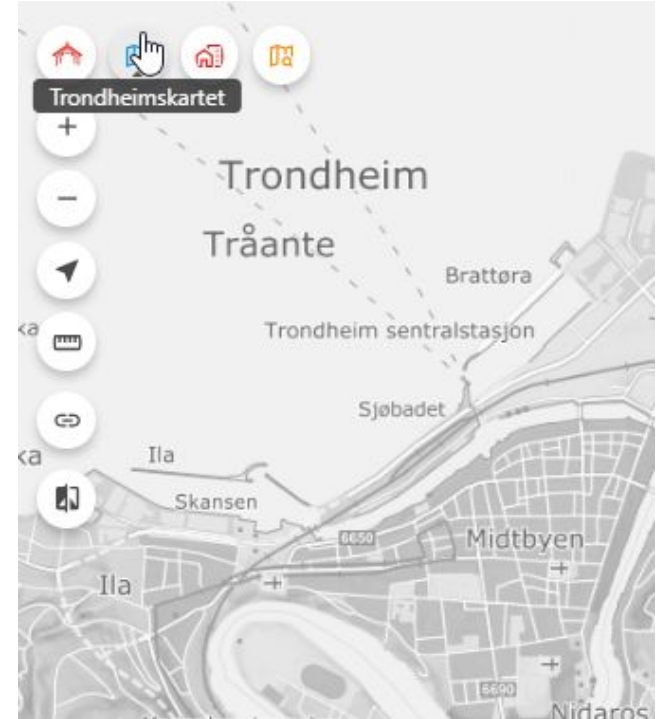 Trondheimskartet
Trondheim
Tråante
Brattøra
Trondheim sentralstasjon
Sjøbadet
Ila
Skansen
6650
Midtbyen
Ila
6690
Nidaros